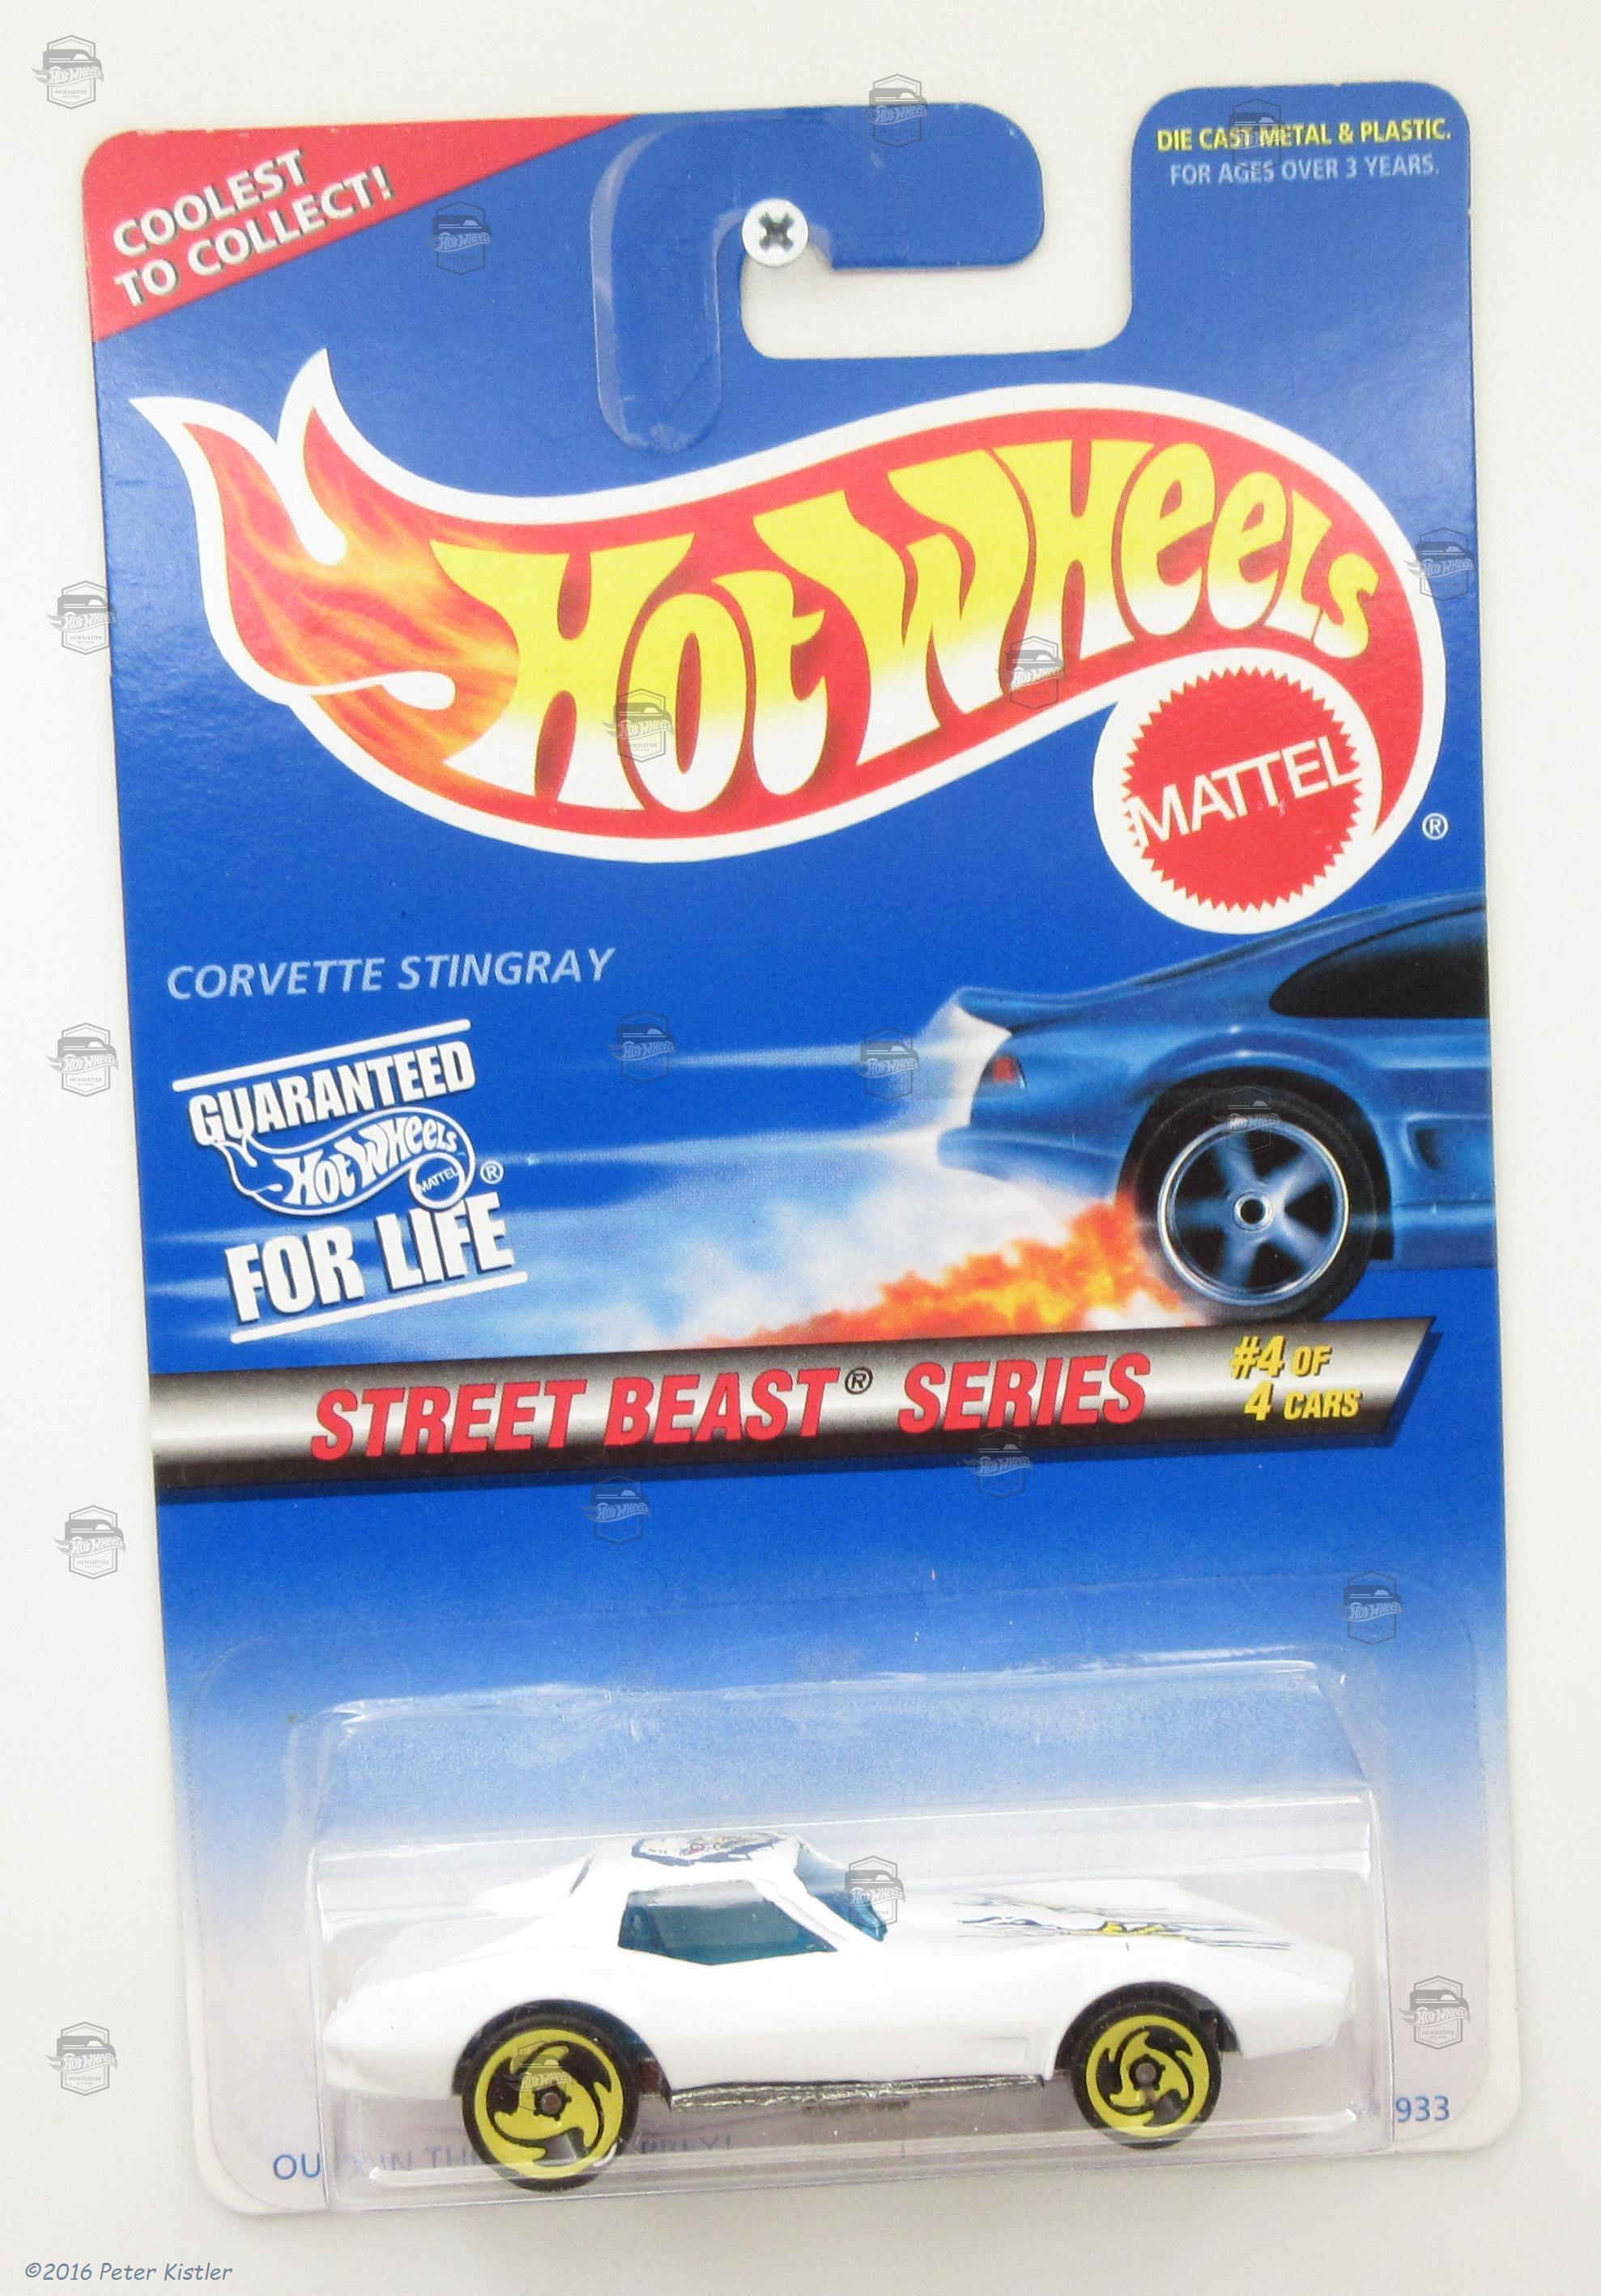 COOLEST
TO COLLECT!
DIE CAST METAL & PLASTIC.
FOR AGES OVER 3 YEARS.
Hot Wheels
MATTEL
®
CORVETTE STINGRAY
GUARANTEED
Hot Wheels
MATTEL ®
FOR LIFE
STREET BEAST® SERIES
#4 OF
4 CARS
933
©2016 Peter Kistler